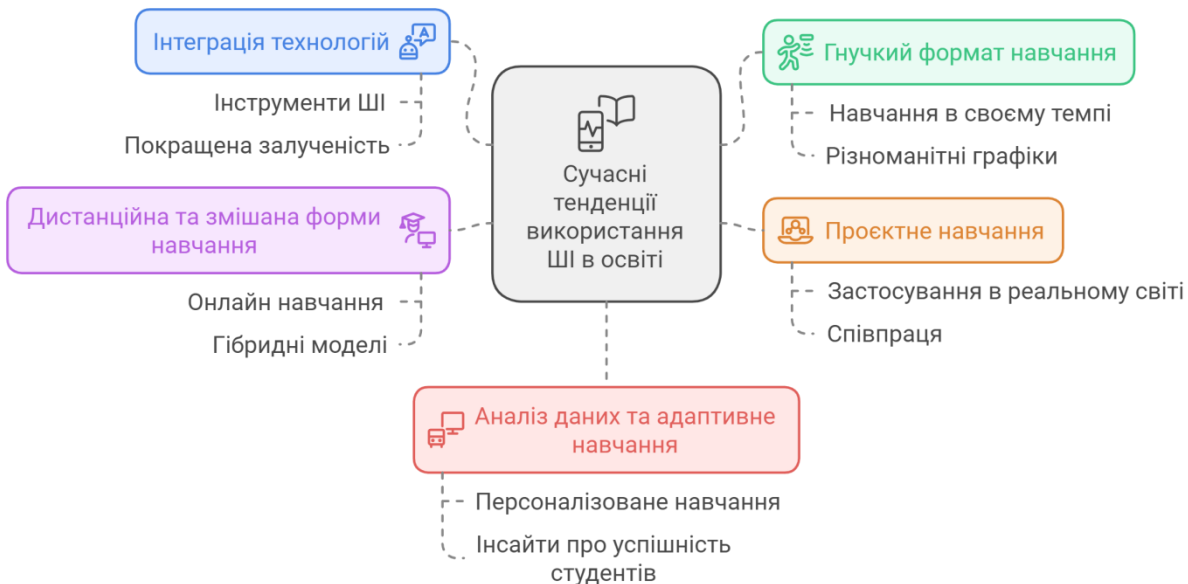 Інтеграція технологій
Інструменти ШІ
Покращена залученість
Дистанційна та змішана форми
навчання
Онлайн навчання
Гібридні моделі
Сучасні
тенденції
використання
ШІ в освіті
Гнучкий формат навчання
Навчання в своєму темпі
Різноманітні графіки
Проєктне навчання
Застосування в реальному світі
Співпраця
Аналіз даних та адаптивне
навчання
Персоналізоване навчання
Інсайти про успішність
студентів